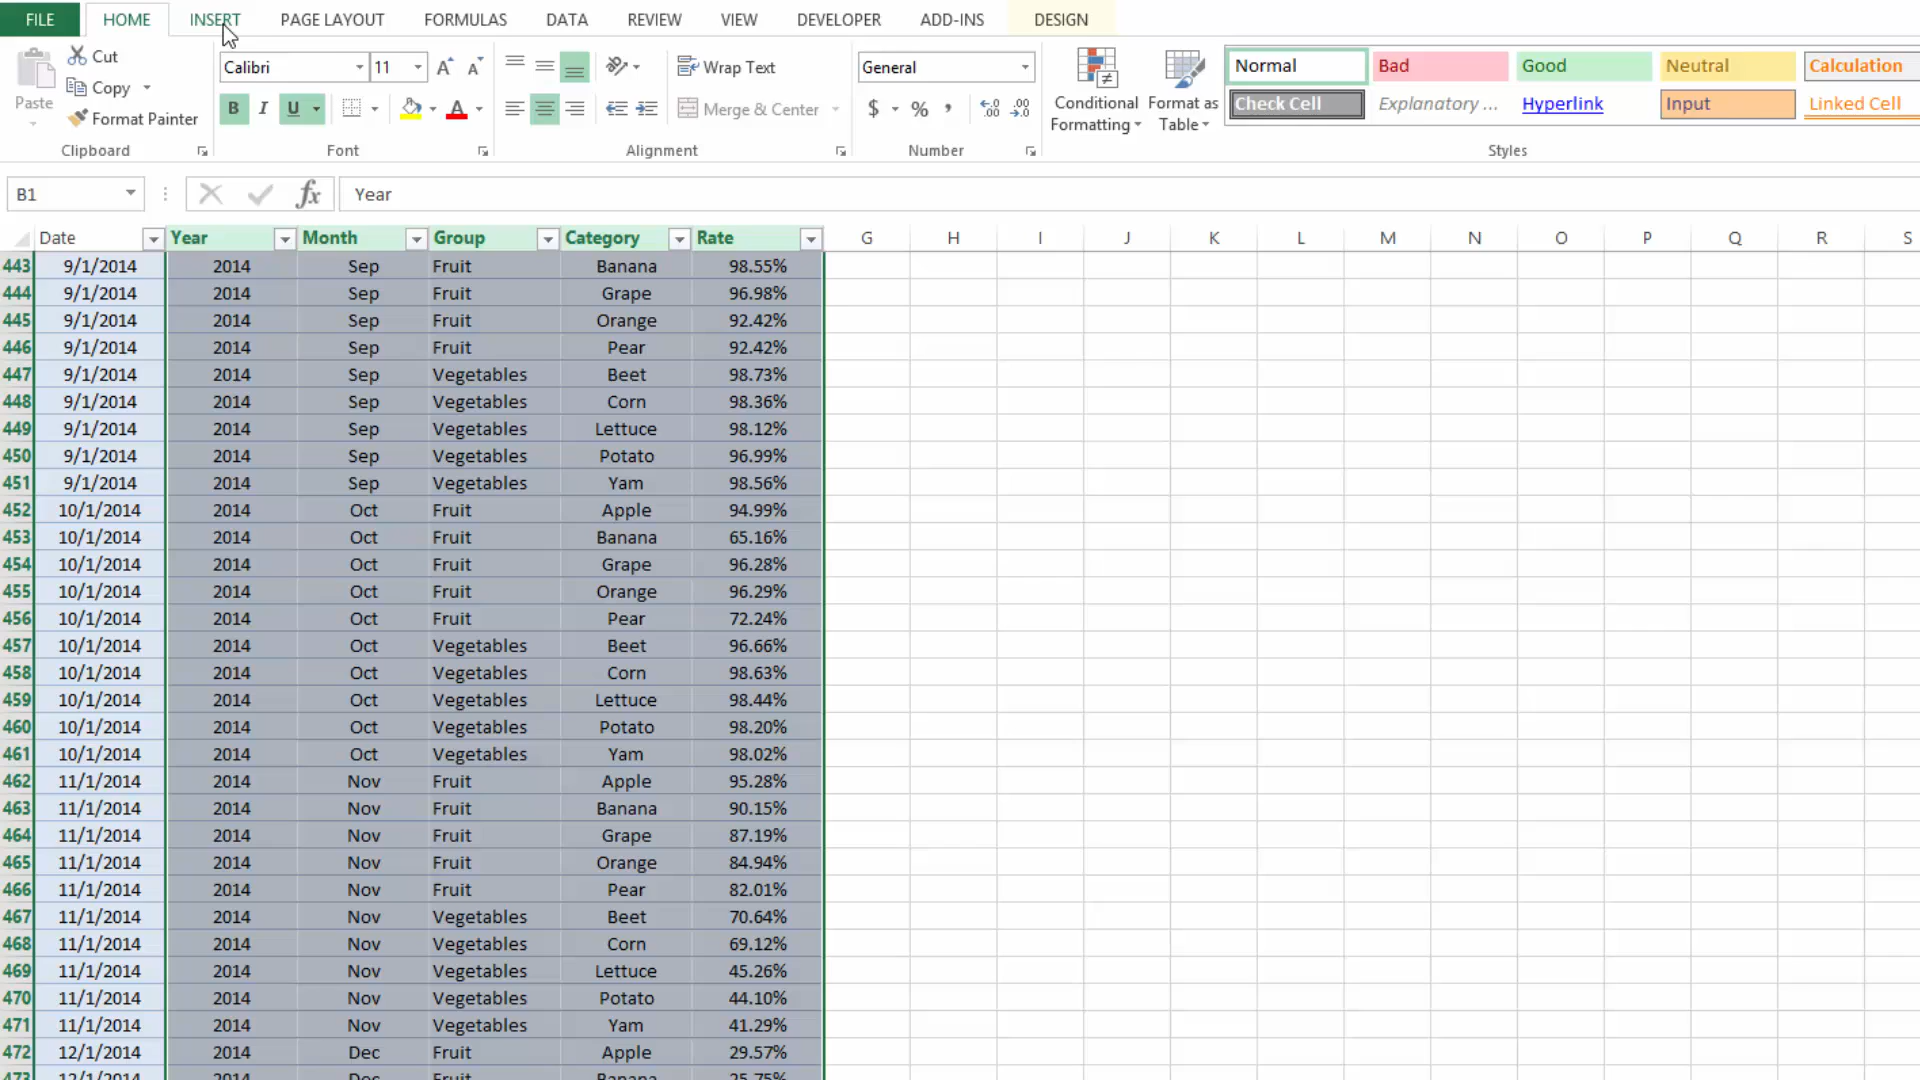 FILE HOME INSERT PAGE LAYOUT FORMULAS DATA REVIEW VIEW DEVELOPER ADD-INS DESIGN
Cut
Copy
Format Painter
Paste
Clipboard
Calibri 11
B I U A
Font
Wrap Text
Merge & Center
Alignment
General
$ % ,
Number
Conditional Formatting
Format as Table
Normal Bad Good Neutral Calculation
Check Cell Explanatory ... Hyperlink Input Linked Cell
Styles
B1 fx Year
Date Year Month Group Category Rate G H I J K L M N O P Q R S
443 9/1/2014 2014 Sep Fruit Banana 98.55%
444 9/1/2014 2014 Sep Fruit Grape 96.98%
445 9/1/2014 2014 Sep Fruit Orange 92.42%
446 9/1/2014 2014 Sep Fruit Pear 92.42%
447 9/1/2014 2014 Sep Vegetables Beet 98.73%
448 9/1/2014 2014 Sep Vegetables Corn 98.36%
449 9/1/2014 2014 Sep Vegetables Lettuce 98.12%
450 9/1/2014 2014 Sep Vegetables Potato 96.99%
451 9/1/2014 2014 Sep Vegetables Yam 98.56%
452 10/1/2014 2014 Oct Fruit Apple 94.99%
453 10/1/2014 2014 Oct Fruit Banana 65.16%
454 10/1/2014 2014 Oct Fruit Grape 96.28%
455 10/1/2014 2014 Oct Fruit Orange 96.29%
456 10/1/2014 2014 Oct Fruit Pear 72.24%
457 10/1/2014 2014 Oct Vegetables Beet 96.66%
458 10/1/2014 2014 Oct Vegetables Corn 98.63%
459 10/1/2014 2014 Oct Vegetables Lettuce 98.44%
460 10/1/2014 2014 Oct Vegetables Potato 98.20%
461 10/1/2014 2014 Oct Vegetables Yam 98.02%
462 11/1/2014 2014 Nov Fruit Apple 95.28%
463 11/1/2014 2014 Nov Fruit Banana 90.15%
464 11/1/2014 2014 Nov Fruit Grape 87.19%
465 11/1/2014 2014 Nov Fruit Orange 84.94%
466 11/1/2014 2014 Nov Fruit Pear 82.01%
467 11/1/2014 2014 Nov Vegetables Beet 70.64%
468 11/1/2014 2014 Nov Vegetables Corn 69.12%
469 11/1/2014 2014 Nov Vegetables Lettuce 45.26%
470 11/1/2014 2014 Nov Vegetables Potato 44.10%
471 11/1/2014 2014 Nov Vegetables Yam 41.29%
472 12/1/2014 2014 Dec Fruit Apple 29.57%
473 12/1/2014 2014 Dec Fruit Banana 25.75%